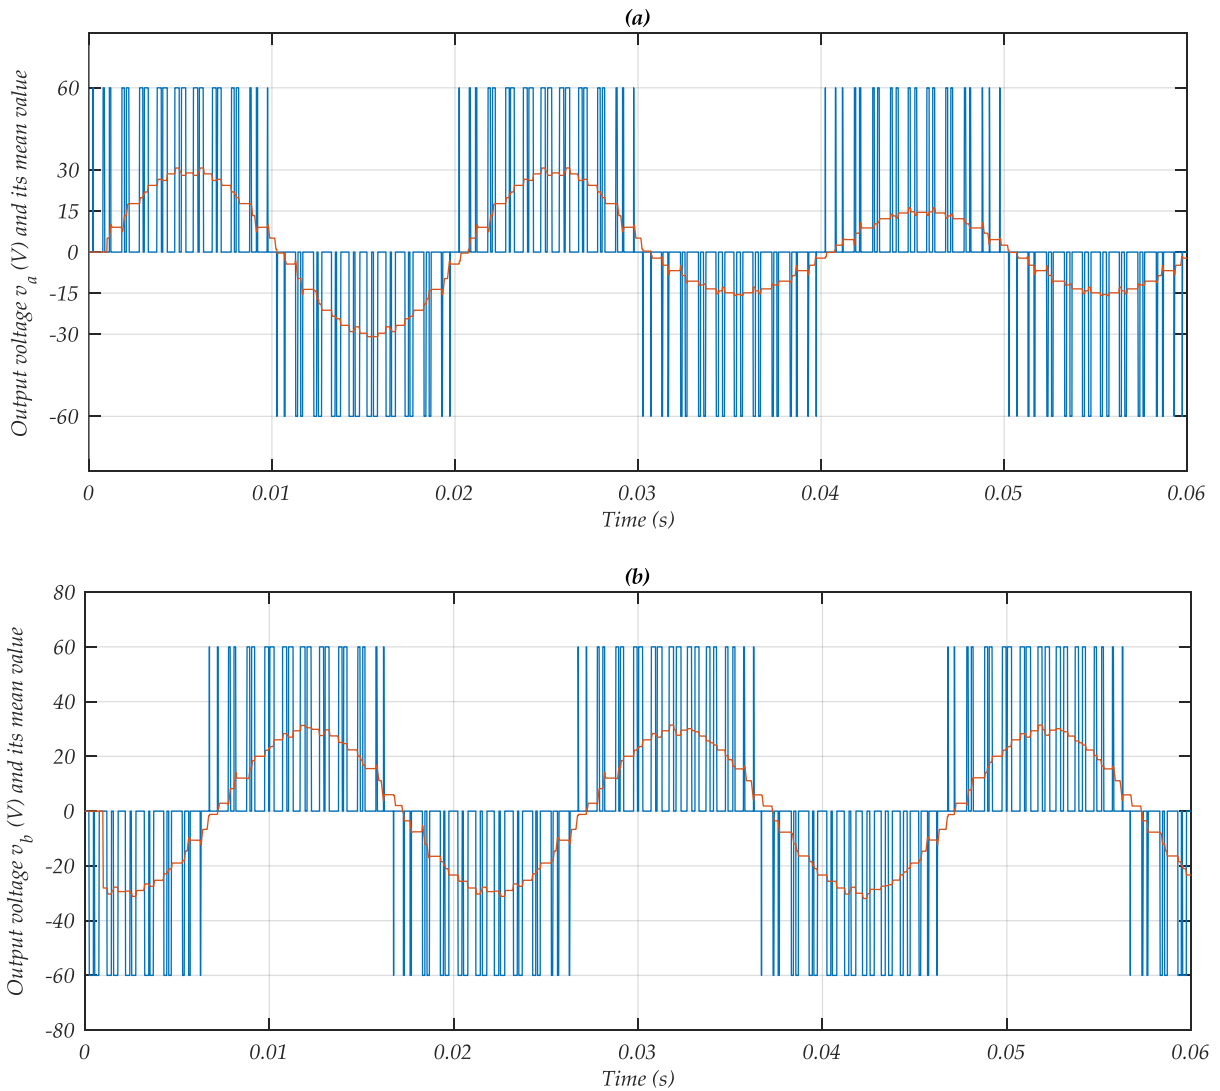 (a)
Output voltage v_a (V) and its mean value
60
30
15
0
-15
-30
-60
0 0.01 0.02 0.03 0.04 0.05 0.06
Time (s)
(b)
Output voltage v_b (V) and its mean value
80
60
40
20
0
-20
-40
-60
-80
0 0.01 0.02 0.03 0.04 0.05 0.06
Time (s)